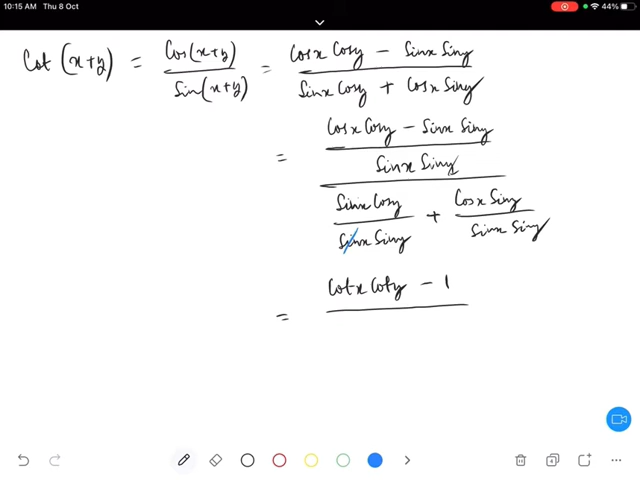 10:15 AM Thu 8 Oct 44%
Cot (x+y) = Cos(x+y) / Sin(x+y) = Cosx Cosy − Sinx Siny / Sinx Cosy + Cosx Siny
= Cosx Cosy − Sinx Siny / Sinx Siny / Sinx Cosy / Sinx Siny + Cosx Siny / Sinx Siny
= Cotx Coty − 1